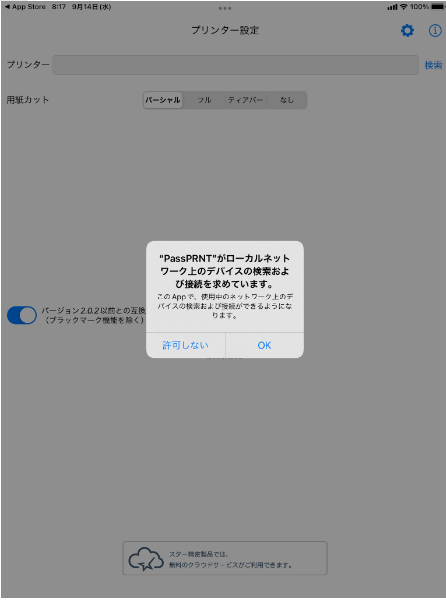 ◀ App Store 8:17 9月14日(水)
100%
プリンター設定
プリンター
検索
用紙カット
パーシャル フル ティアバー なし
"PassPRNT"がローカルネット
ワーク上のデバイスの検索およ
び接続を求めています。
このAppで、使用中のネットワーク上のデ
バイスの検索および接続ができるようにな
ります。
許可しない OK
バージョン2.0.2以前との互換
（ブラックマーク機能を除く）
スター精密製品では、
無料のクラウドサービスがご利用できます。